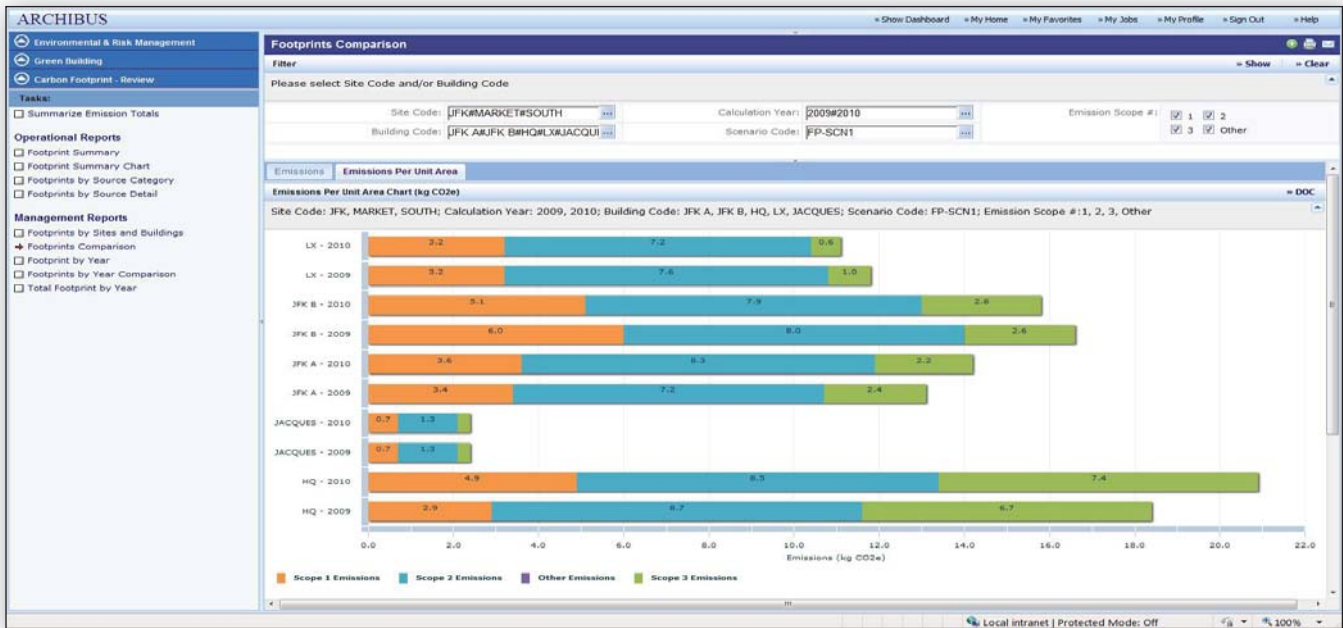 ARCHIBUS
» Show Dashboard » My Home » My Favorites » My Jobs » My Profile » Sign Out » Help
Environmental & Risk Management
Green Building
Carbon Footprint - Review
Tasks:
Summarize Emission Totals
Operational Reports
Footprint Summary
Footprint Summary Chart
Footprints by Source Category
Footprints by Source Detail
Management Reports
Footprints by Sites and Buildings
Footprints Comparison
Footprint by Year
Footprints by Year Comparison
Total Footprint by Year
Footprints Comparison
Filter » Show » Clear
Please select Site Code and/or Building Code
Site Code: JFK#MARKET#SOUTH ... Calculation Year: 2009#2010 ... Emission Scope #: 1 2
Building Code: JFK A#JFK B#HQ#LX#JACQUI ... Scenario Code: FP-SCN1 ... 3 Other
Emissions Emissions Per Unit Area
Emissions Per Unit Area Chart (kg CO2e) » DOC
Site Code: JFK, MARKET, SOUTH; Calculation Year: 2009, 2010; Building Code: JFK A, JFK B, HQ, LX, JACQUES; Scenario Code: FP-SCN1; Emission Scope #:1, 2, 3, Other
LX - 2010 3.2 7.2 0.6
LX - 2009 3.2 7.6 1.0
JFK B - 2010 5.1 7.9 2.8
JFK B - 2009 6.0 8.0 2.6
JFK A - 2010 3.6 8.3 2.2
JFK A - 2009 3.4 7.2 2.4
JACQUES - 2010 0.7 1.3
JACQUES - 2009 0.7 1.3
HQ - 2010 4.9 8.5 7.4
HQ - 2009 2.9 8.7 6.7
0.0 2.0 4.0 6.0 8.0 10.0 12.0 14.0 16.0 18.0 20.0 22.0
Emissions (kg CO2e)
Scope 1 Emissions Scope 2 Emissions Other Emissions Scope 3 Emissions
Local intranet | Protected Mode: Off 100%